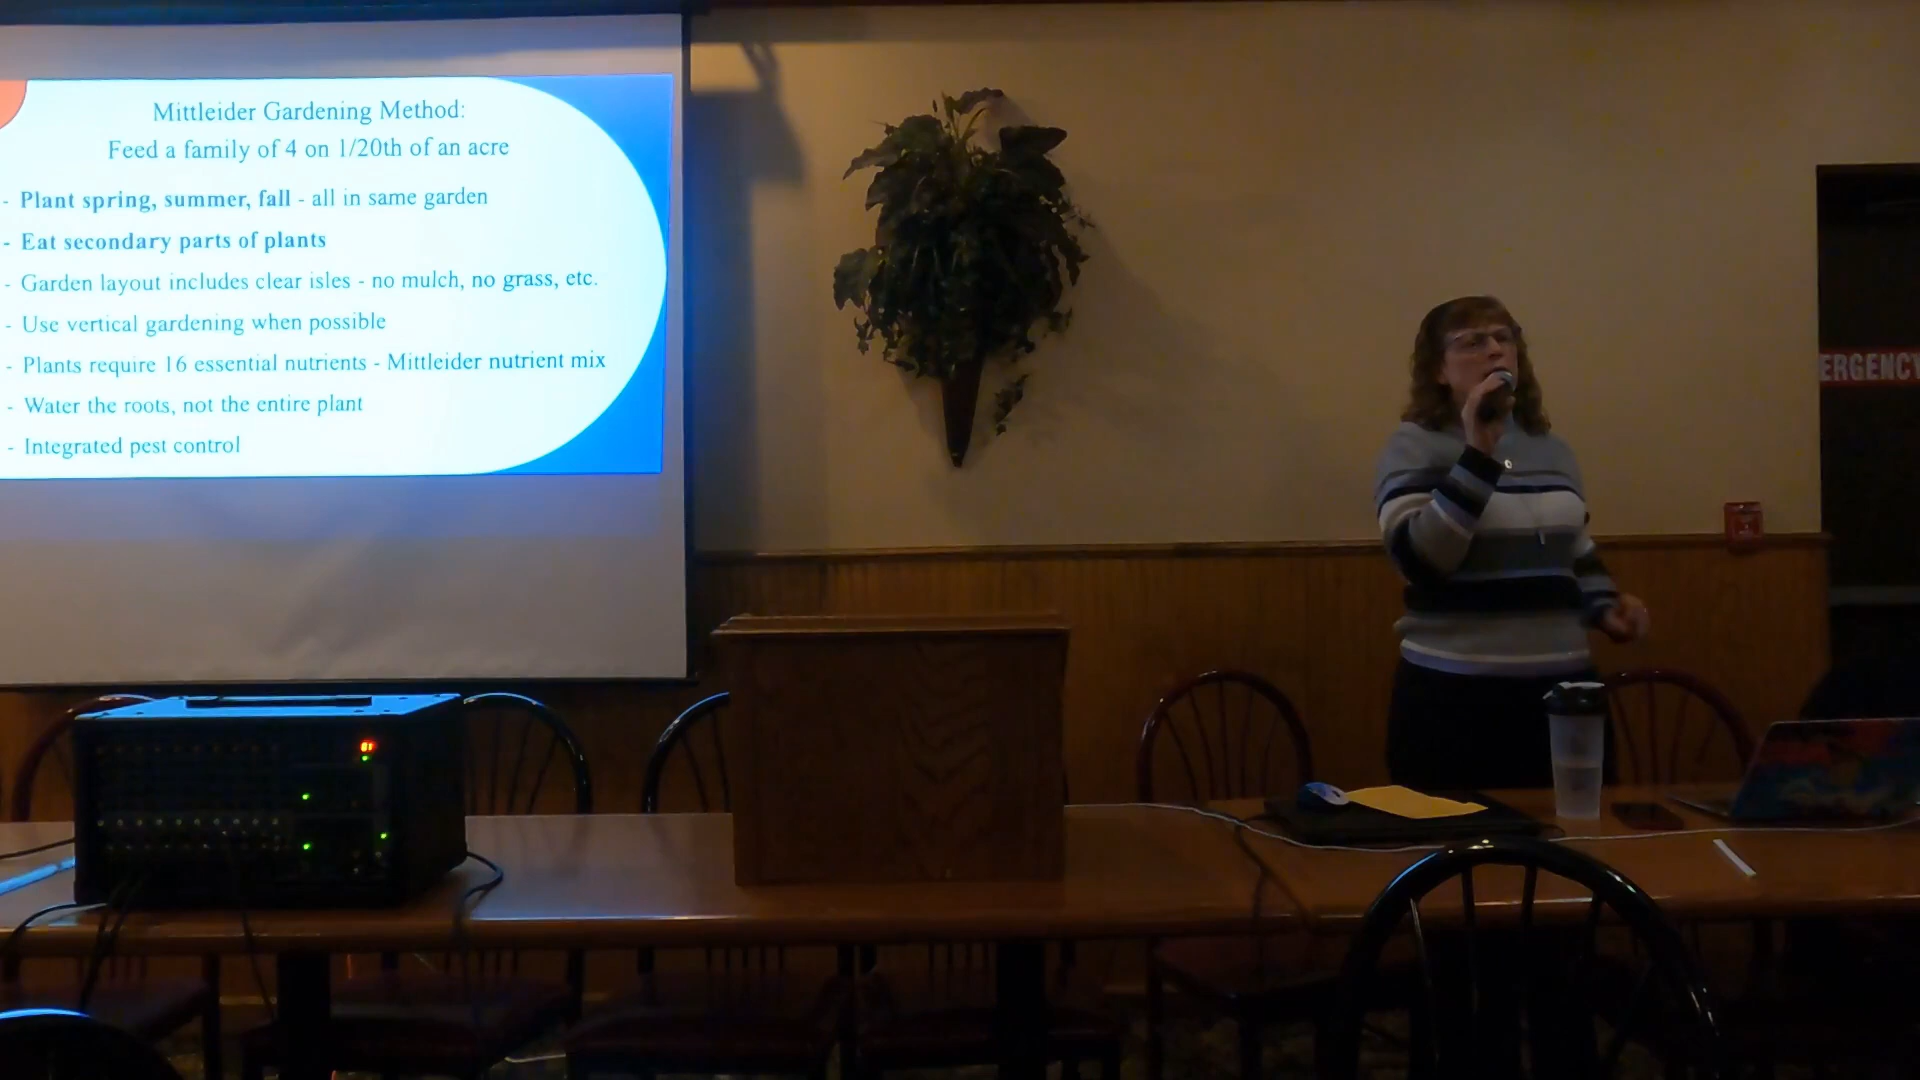 Mittleider Gardening Method:
Feed a family of 4 on 1/20th of an acre
- Plant spring, summer, fall - all in same garden
- Eat secondary parts of plants
- Garden layout includes clear isles - no mulch, no grass, etc.
- Use vertical gardening when possible
- Plants require 16 essential nutrients - Mittleider nutrient mix
- Water the roots, not the entire plant
- Integrated pest control
ERGENCY